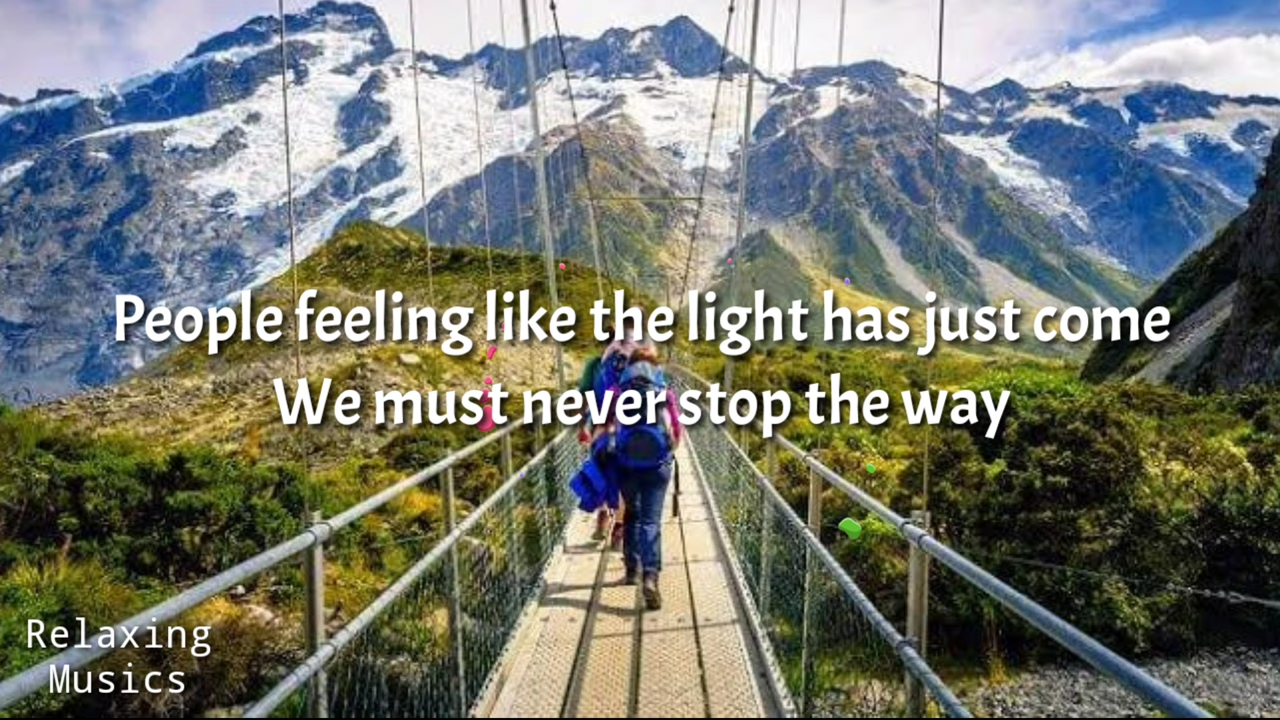 People feeling like the light has just come
We must never stop the way
Relaxing
Musics